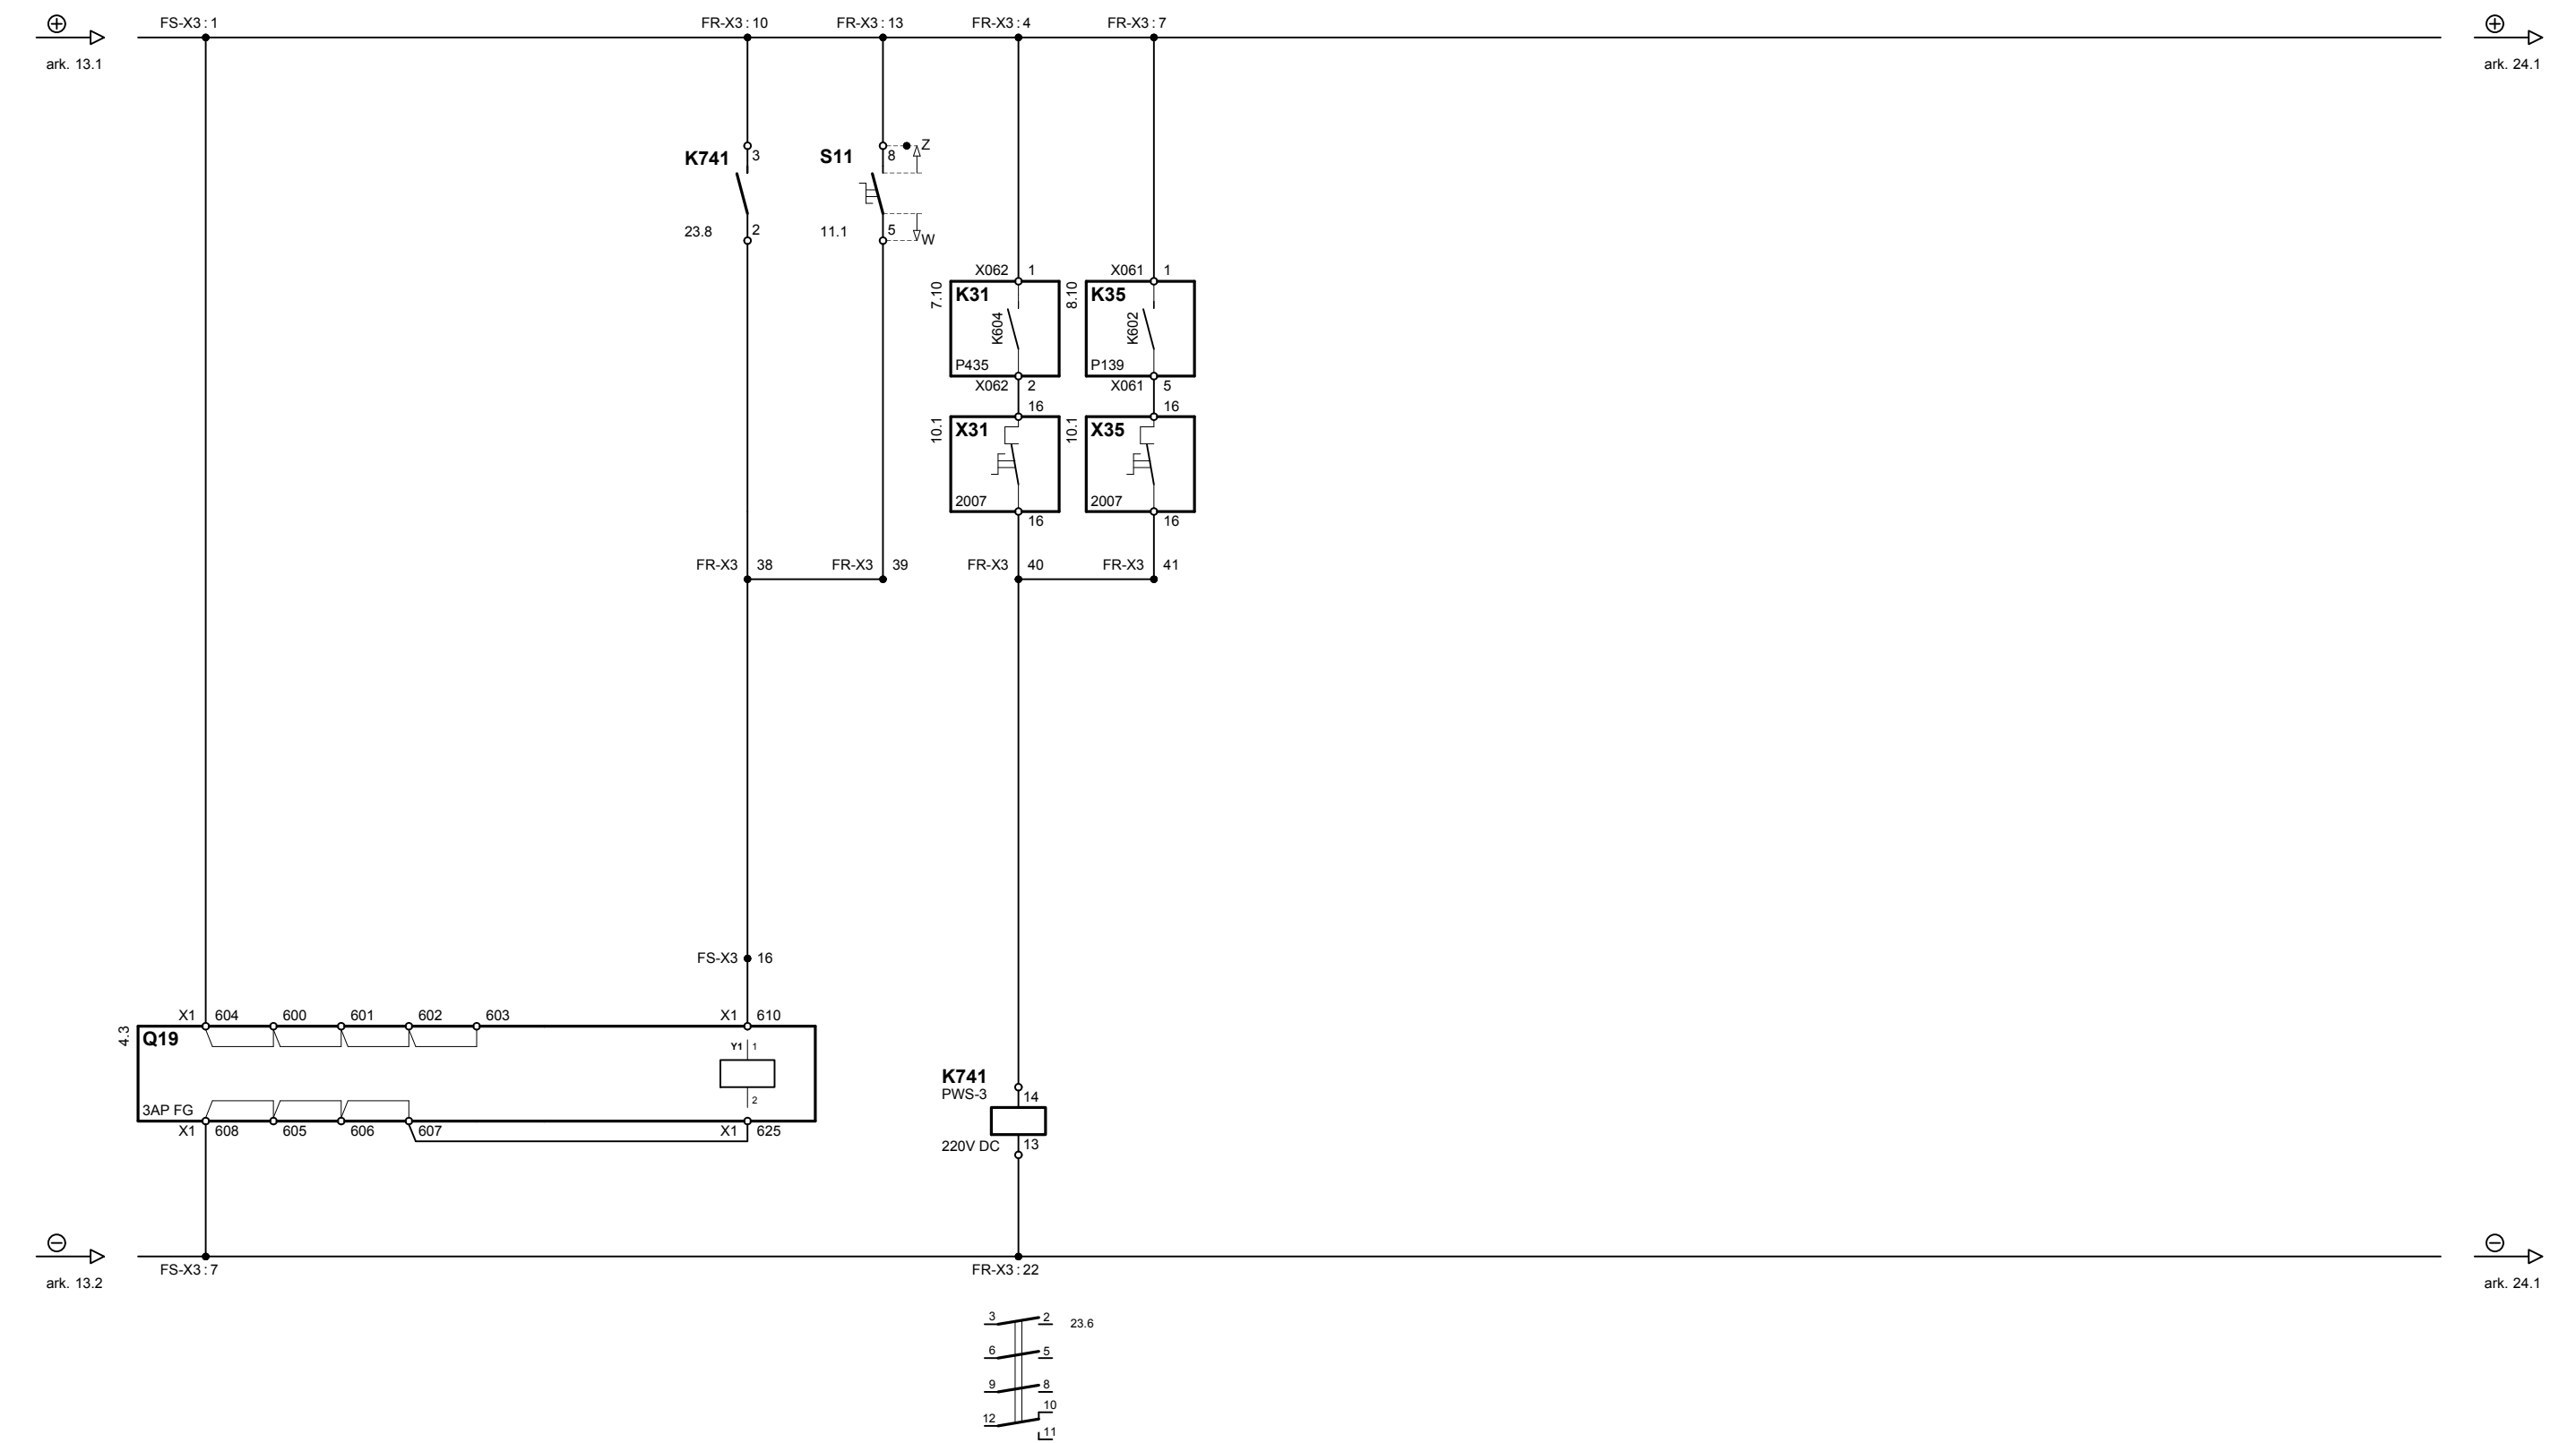 FS-X3 : 1
FR-X3 : 10
FR-X3 : 13
FR-X3 : 4
FR-X3 : 7
ark. 13.1
ark. 24.1
K741
3
23.8
2
S11
8
Z
11.1
5
W
X062 1
X061 1
7.10
K31
K604
P435
8.10
K35
K602
P139
X062 2
X061 5
16
16
10.1
X31
2007
10.1
X35
2007
16
16
FR-X3 38
FR-X3 39
FR-X3 40
FR-X3 41
FS-X3 16
X1 604 600 601 602 603
X1 610
4.3
Q19
Y1 1
2
3AP FG
X1 608 605 606 607
X1 625
K741
PWS-3
14
220V DC
13
FS-X3 : 7
FR-X3 : 22
ark. 13.2
ark. 24.1
3 2 23.6
6 5
9 8
12 10
11